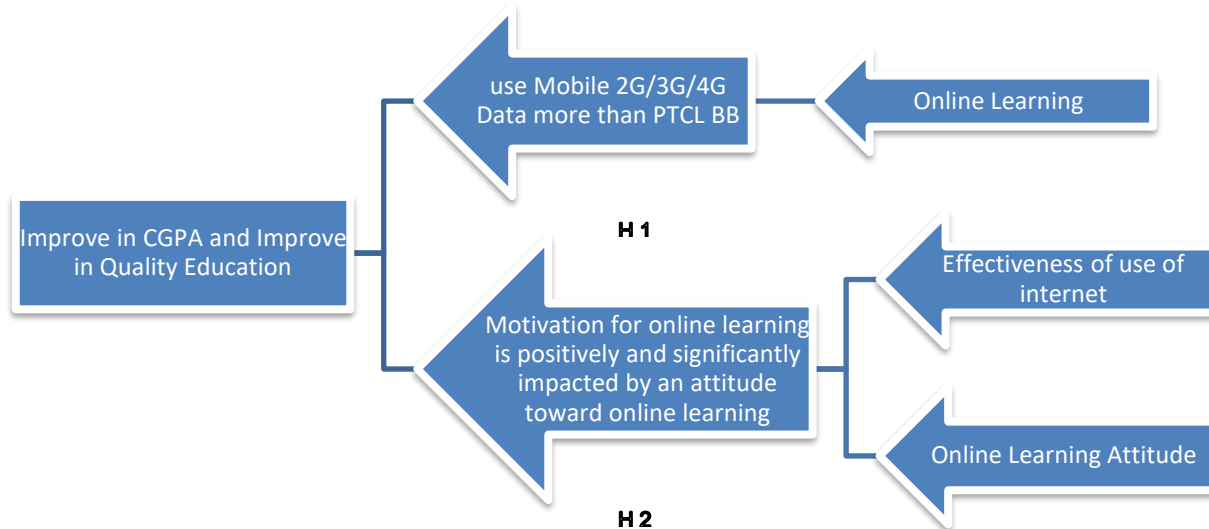 use Mobile 2G/3G/4G
Data more than PTCL BB
Online Learning
H 1
Improve in CGPA and Improve
in Quality Education
Effectiveness of use of
internet
Motivation for online learning
is positively and significantly
impacted by an attitude
toward online learning
Online Learning Attitude
H 2